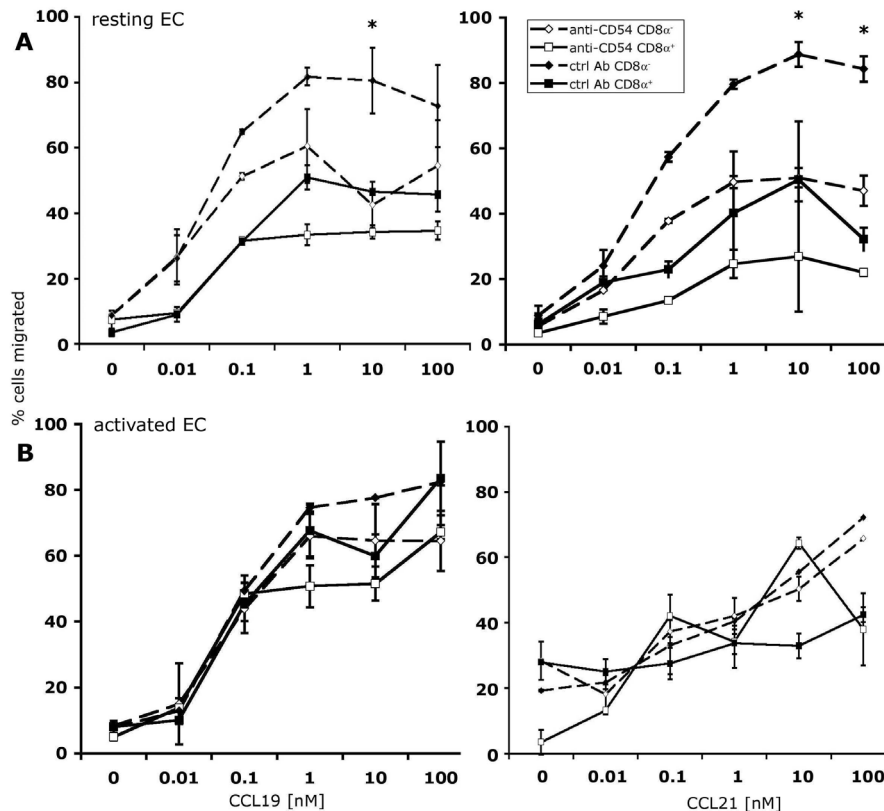 A
resting EC
*
* *
anti-CD54 CD8α-
anti-CD54 CD8α+
ctrl Ab CD8α-
ctrl Ab CD8α+
100
80
60
40
20
0
0 0.01 0.1 1 10 100
100
80
60
40
20
0
0 0.01 0.1 1 10 100
% cells migrated
B
activated EC
100
80
60
40
20
0
0 0.01 0.1 1 10 100
CCL19 [nM]
100
80
60
40
20
0
0 0.01 0.1 1 10 100
CCL21 [nM]